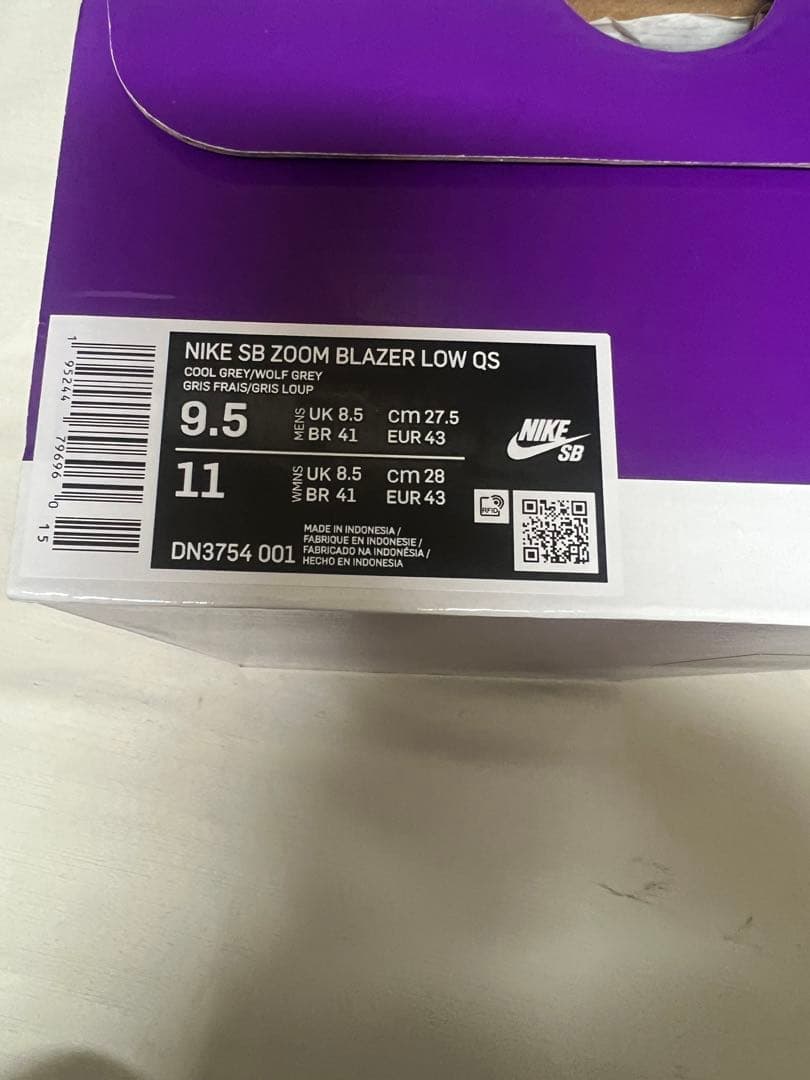 NIKE SB ZOOM BLAZER LOW QS
COOL GREY/WOLF GREY
GRIS FRAIS/GRIS LOUP
9.5 MENS UK 8.5 cm 27.5
BR 41 EUR 43
11 WMNS UK 8.5 cm 28
BR 41 EUR 43
DN3754 001
MADE IN INDONESIA /
FABRIQUE EN INDONESIE /
FABRICADO NA INDONÉSIA /
HECHO EN INDONESIA
NIKE
SB
RFID
1 95244 79696 0 15